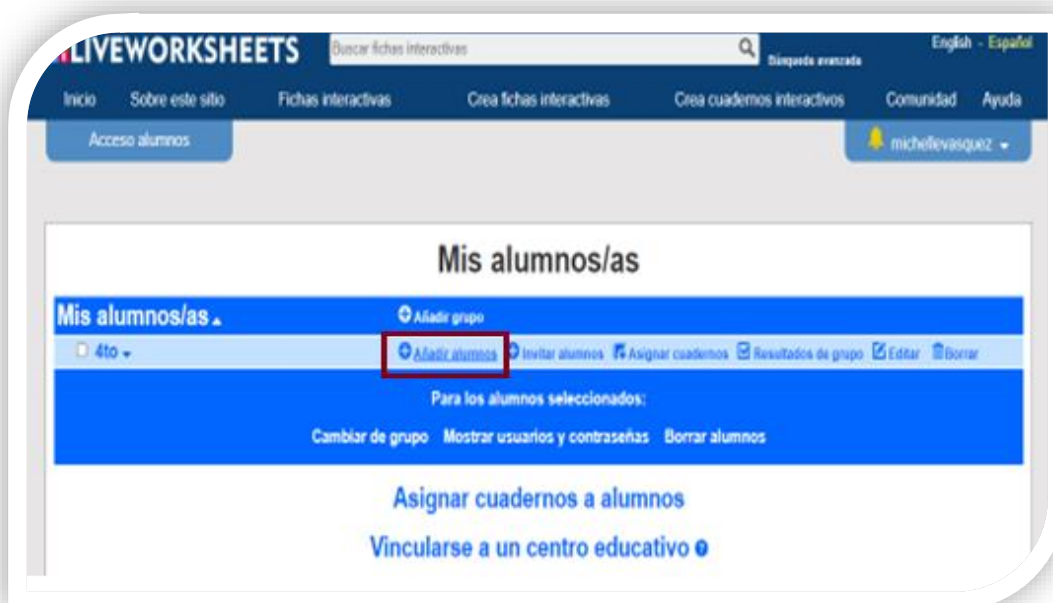 LIVEWORKSHEETS Buscar fichas interactivas Búsqueda avanzada English - Español
Inicio Sobre este sitio Fichas interactivas Crea fichas interactivas Crea cuadernos interactivos Comunidad Ayuda
Acceso alumnos michellevasquez
Mis alumnos/as
Mis alumnos/as Añadir grupo
4to Añadir alumnos Invitar alumnos Asignar cuadernos Resultados de grupo Editar Borrar
Para los alumnos seleccionados:
Cambiar de grupo Mostrar usuarios y contraseñas Borrar alumnos
Asignar cuadernos a alumnos
Vincularse a un centro educativo ?